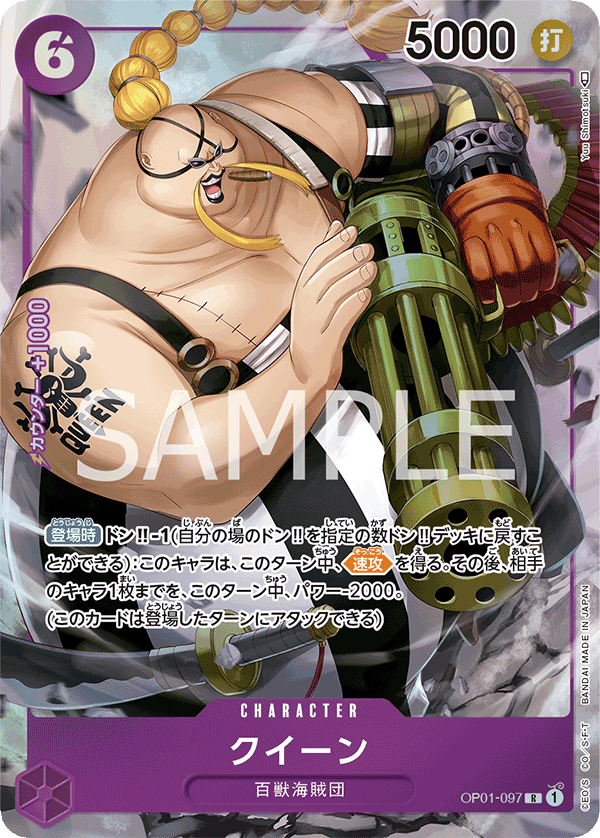 6
5000
打
Yuu Shimotsuki
カウンター +1000
QUEEN
SAMPLE
登場時 ドン!!-1(自分の場のドン!!を指定の数ドン!!デッキに戻すこ
とができる):このキャラは、このターン中、速攻を得る。その後、相手
のキャラ1枚までを、このターン中、パワー-2000。
(このカードは登場したターンにアタックできる)
CHARACTER
クイーン
百獣海賊団
OP01-097 R 1
CEO/S CO/S・F・T BANDAI MADE IN JAPAN